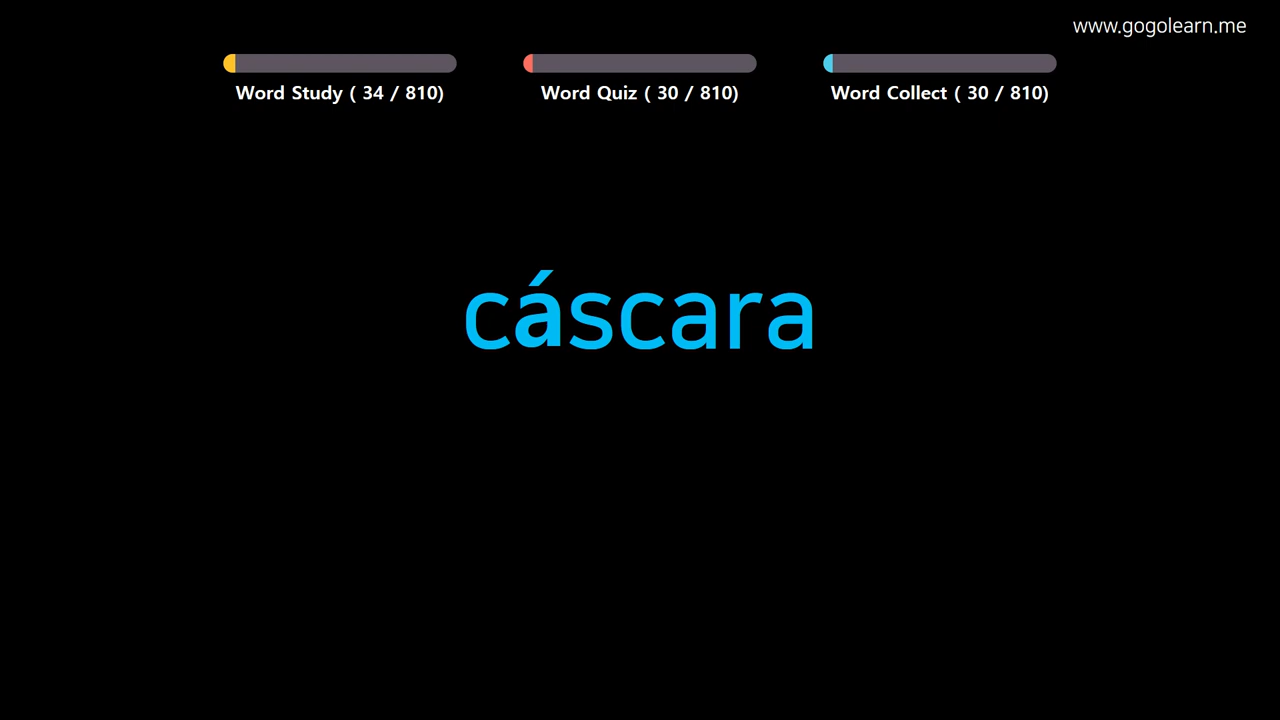 www.gogolearn.me
Word Study ( 34 / 810)
Word Quiz ( 30 / 810)
Word Collect ( 30 / 810)
cáscara